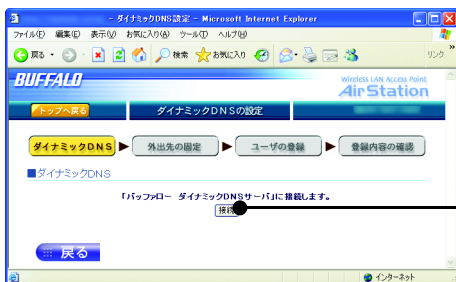 - ダイナミックDNS設定 - Microsoft Internet Explorer
ファイル(F) 編集(E) 表示(V) お気に入り(A) ツール(T) ヘルプ(H)
戻る 検索 お気に入り リンク »
BUFFALO
Wireless LAN Access Point
AirStation
トップへ戻る ダイナミックDNSの設定
ダイナミックDNS 外出先の固定 ユーザの登録 登録内容の確認
■ダイナミックDNS
「バッファロー ダイナミックDNSサーバ」に接続します。
接続
戻る
インターネット